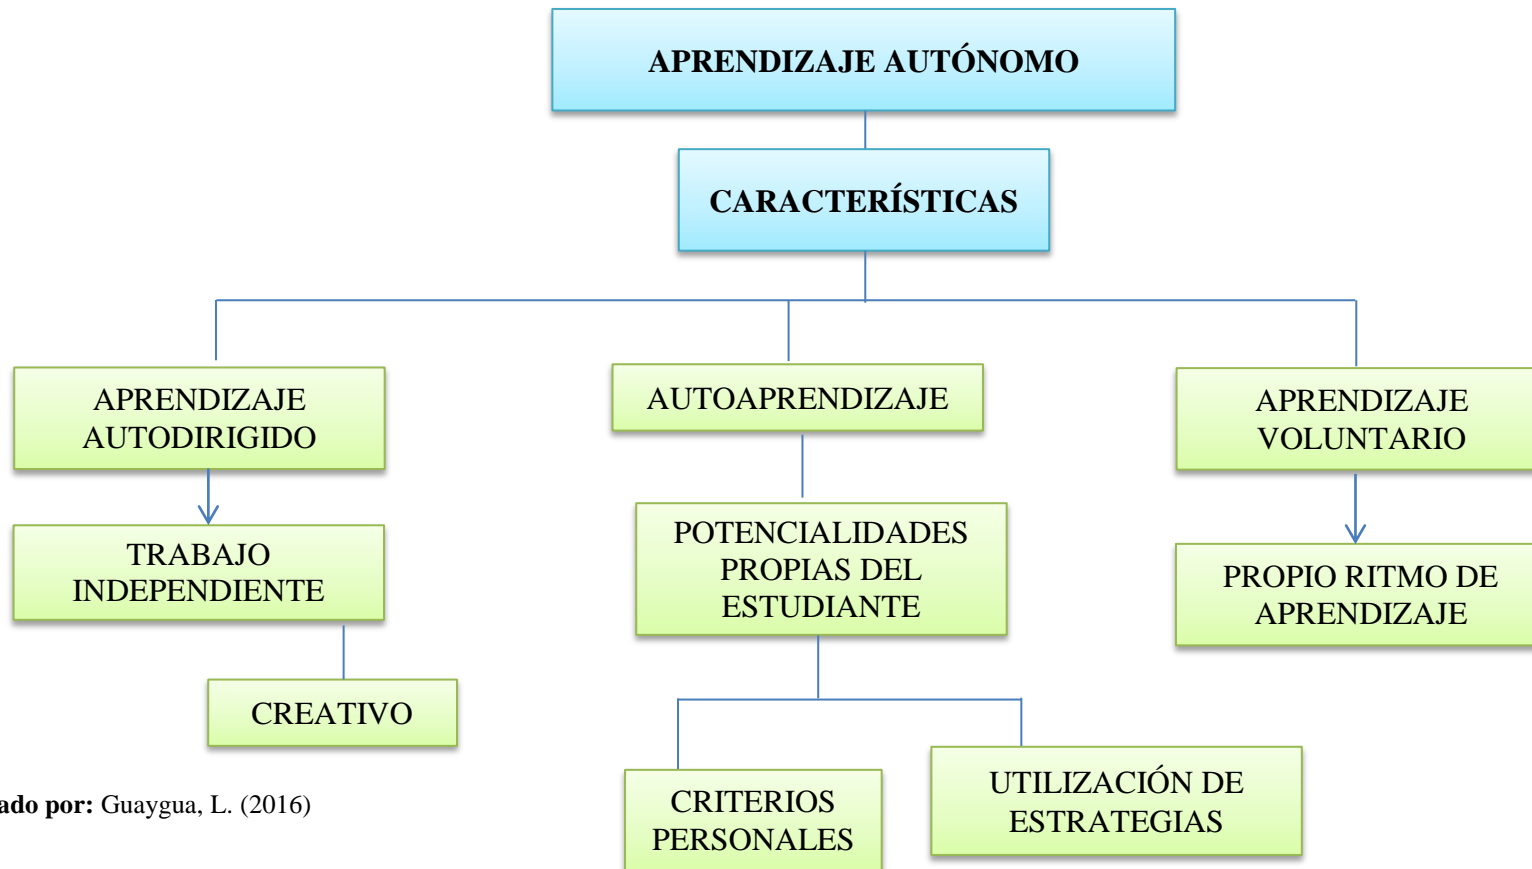 APRENDIZAJE AUTÓNOMO
CARACTERÍSTICAS
APRENDIZAJE
AUTODIRIGIDO
AUTOAPRENDIZAJE
APRENDIZAJE
VOLUNTARIO
TRABAJO
INDEPENDIENTE
POTENCIALIDADES
PROPIAS DEL
ESTUDIANTE
PROPIO RITMO DE
APRENDIZAJE
CREATIVO
CRITERIOS
PERSONALES
UTILIZACIÓN DE
ESTRATEGIAS
ado por: Guaygua, L. (2016)